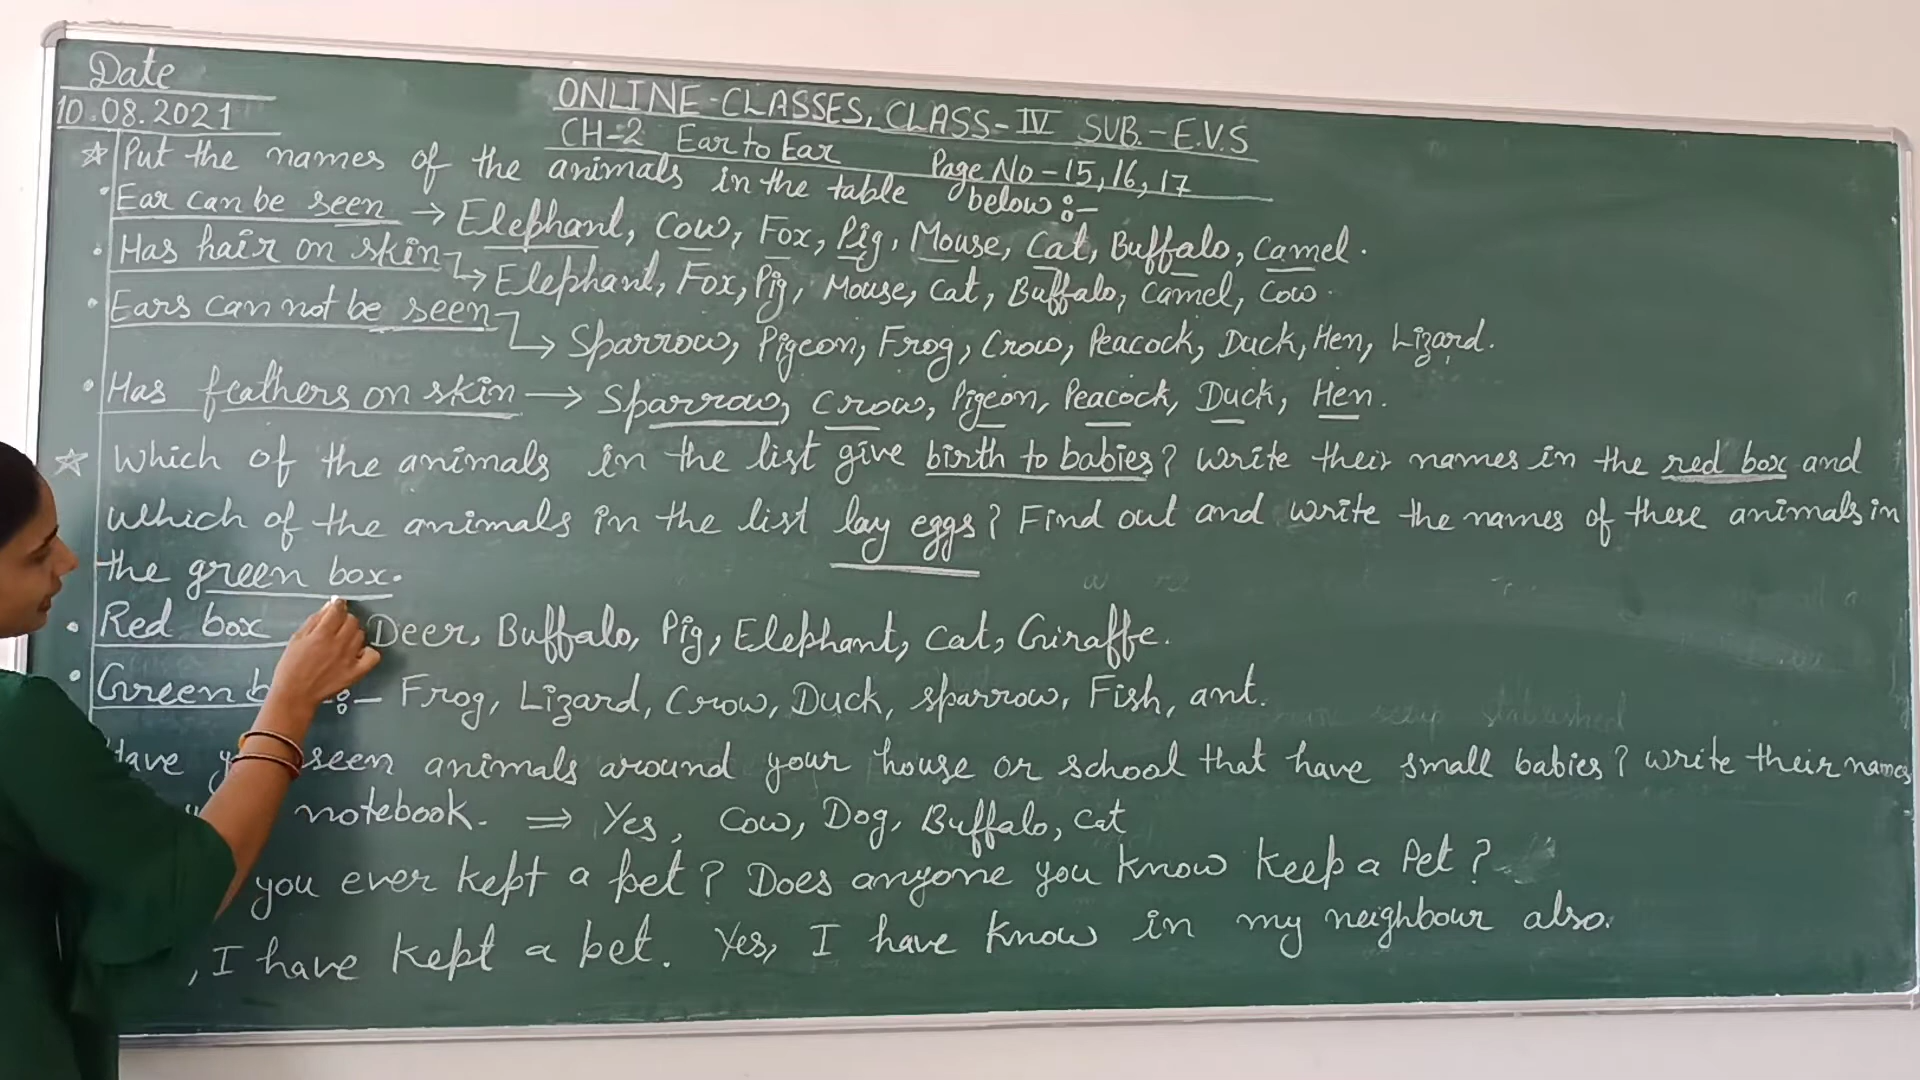 Date
10.08.2021
ONLINE-CLASSES, CLASS-IV SUB.-E.V.S
CH-2 Ear to Ear Page No-15,16,17
☆ Put the names of the animals in the table below :-
• Ear can be seen → Elephant, Cow, Fox, Pig, Mouse, Cat, Buffalo, Camel.
• Has hair on skin
↳ Elephant, Fox, Pig, Mouse, Cat, Buffalo, Camel, Cow.
• Ears can not be seen
↳ Sparrow, Pigeon, Frog, Crow, Peacock, Duck, Hen, Lizard.
• Has feathers on skin → Sparrow, Crow, Pigeon, Peacock, Duck, Hen.
☆ Which of the animals in the list give birth to babies? Write their names in the red box and
which of the animals in the list lay eggs? Find out and write the names of these animals in
the green box.
• Red box Deer, Buffalo, Pig, Elephant, Cat, Giraffe.
• Green b :- Frog, Lizard, Crow, Duck, sparrow, Fish, ant.
Have seen animals around your house or school that have small babies? Write their names
notebook. ⇒ Yes, Cow, Dog, Buffalo, Cat
you ever kept a pet? Does anyone you know keep a Pet?
, I have kept a pet. Yes, I have know in my neighbour also.